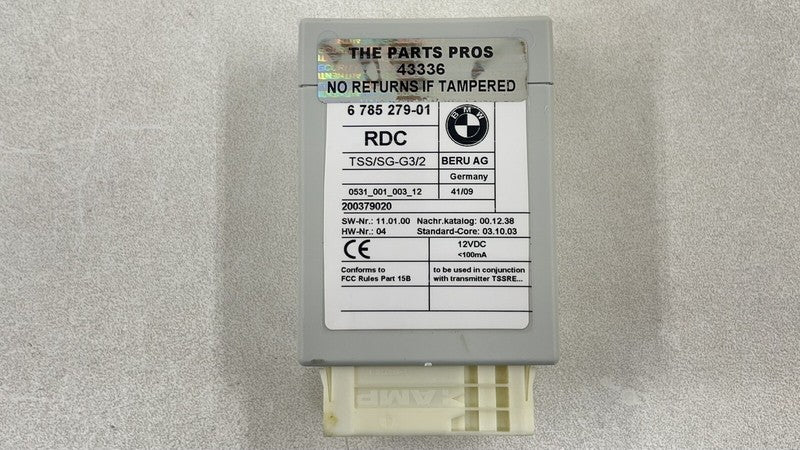 THE PARTS PROS
43336
NO RETURNS IF TAMPERED
6 785 279-01
BMW
RDC
TSS/SG-G3/2
BERU AG
Germany
0531_001_003_12
41/09
200379020
SW-Nr.: 11.01.00 Nachr.katalog: 00.12.38
HW-Nr.: 04 Standard-Core: 03.10.03
CE
12VDC
<100mA
Conforms to
FCC Rules Part 15B
to be used in conjunction
with transmitter TSSRE...
AMP